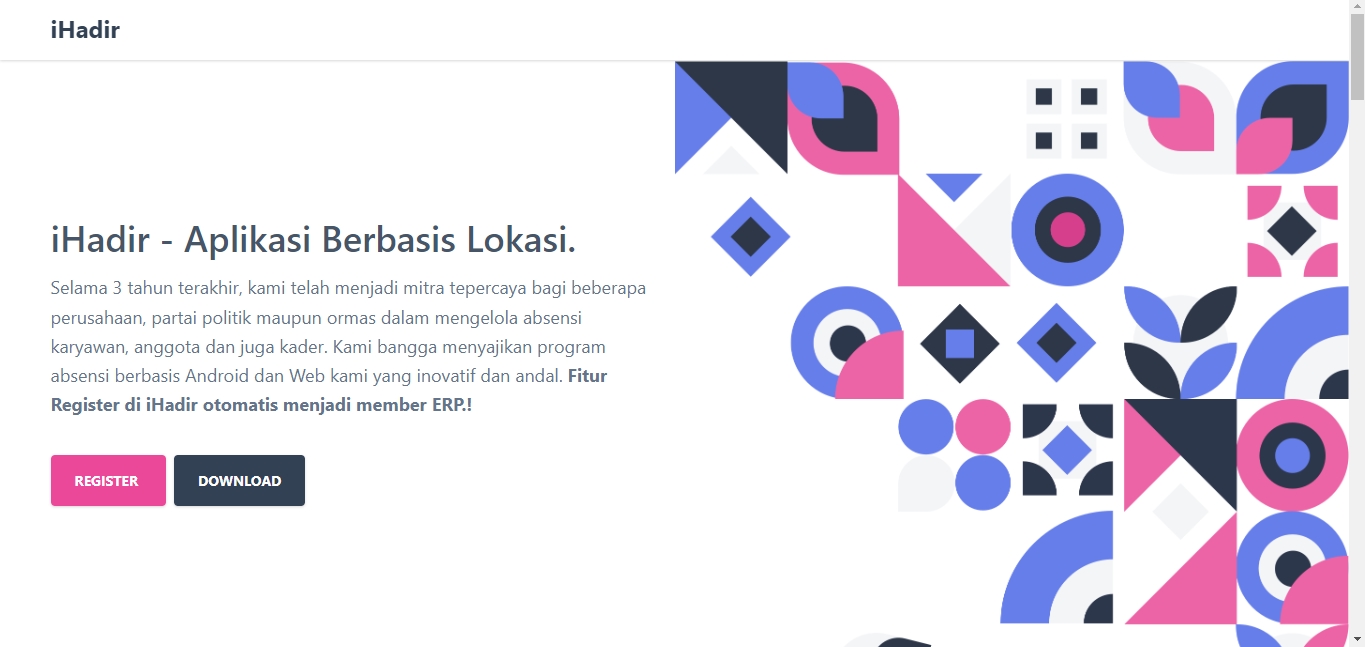 iHadir
iHadir - Aplikasi Berbasis Lokasi.
Selama 3 tahun terakhir, kami telah menjadi mitra tepercaya bagi beberapa
perusahaan, partai politik maupun ormas dalam mengelola absensi
karyawan, anggota dan juga kader. Kami bangga menyajikan program
absensi berbasis Android dan Web kami yang inovatif dan andal. Fitur
Register di iHadir otomatis menjadi member ERP.!
REGISTER
DOWNLOAD